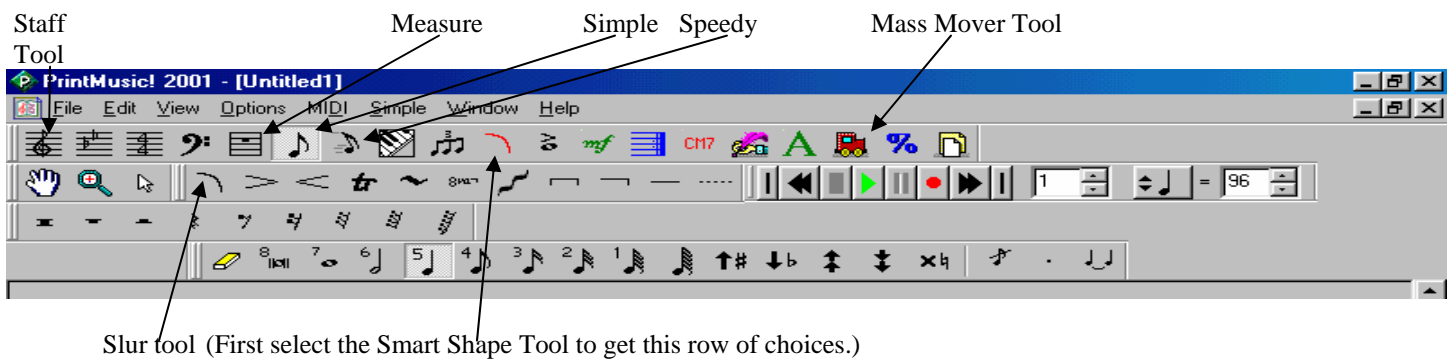 Staff Measure Simple Speedy Mass Mover Tool
Tool
PrintMusic! 2001 - [Untitled1]
File Edit View Options MIDI Simple Window Help
mf CM7 A %
tr 8va 1 = 96
8 7 6 5 4 3 2 1
Slur tool (First select the Smart Shape Tool to get this row of choices.)